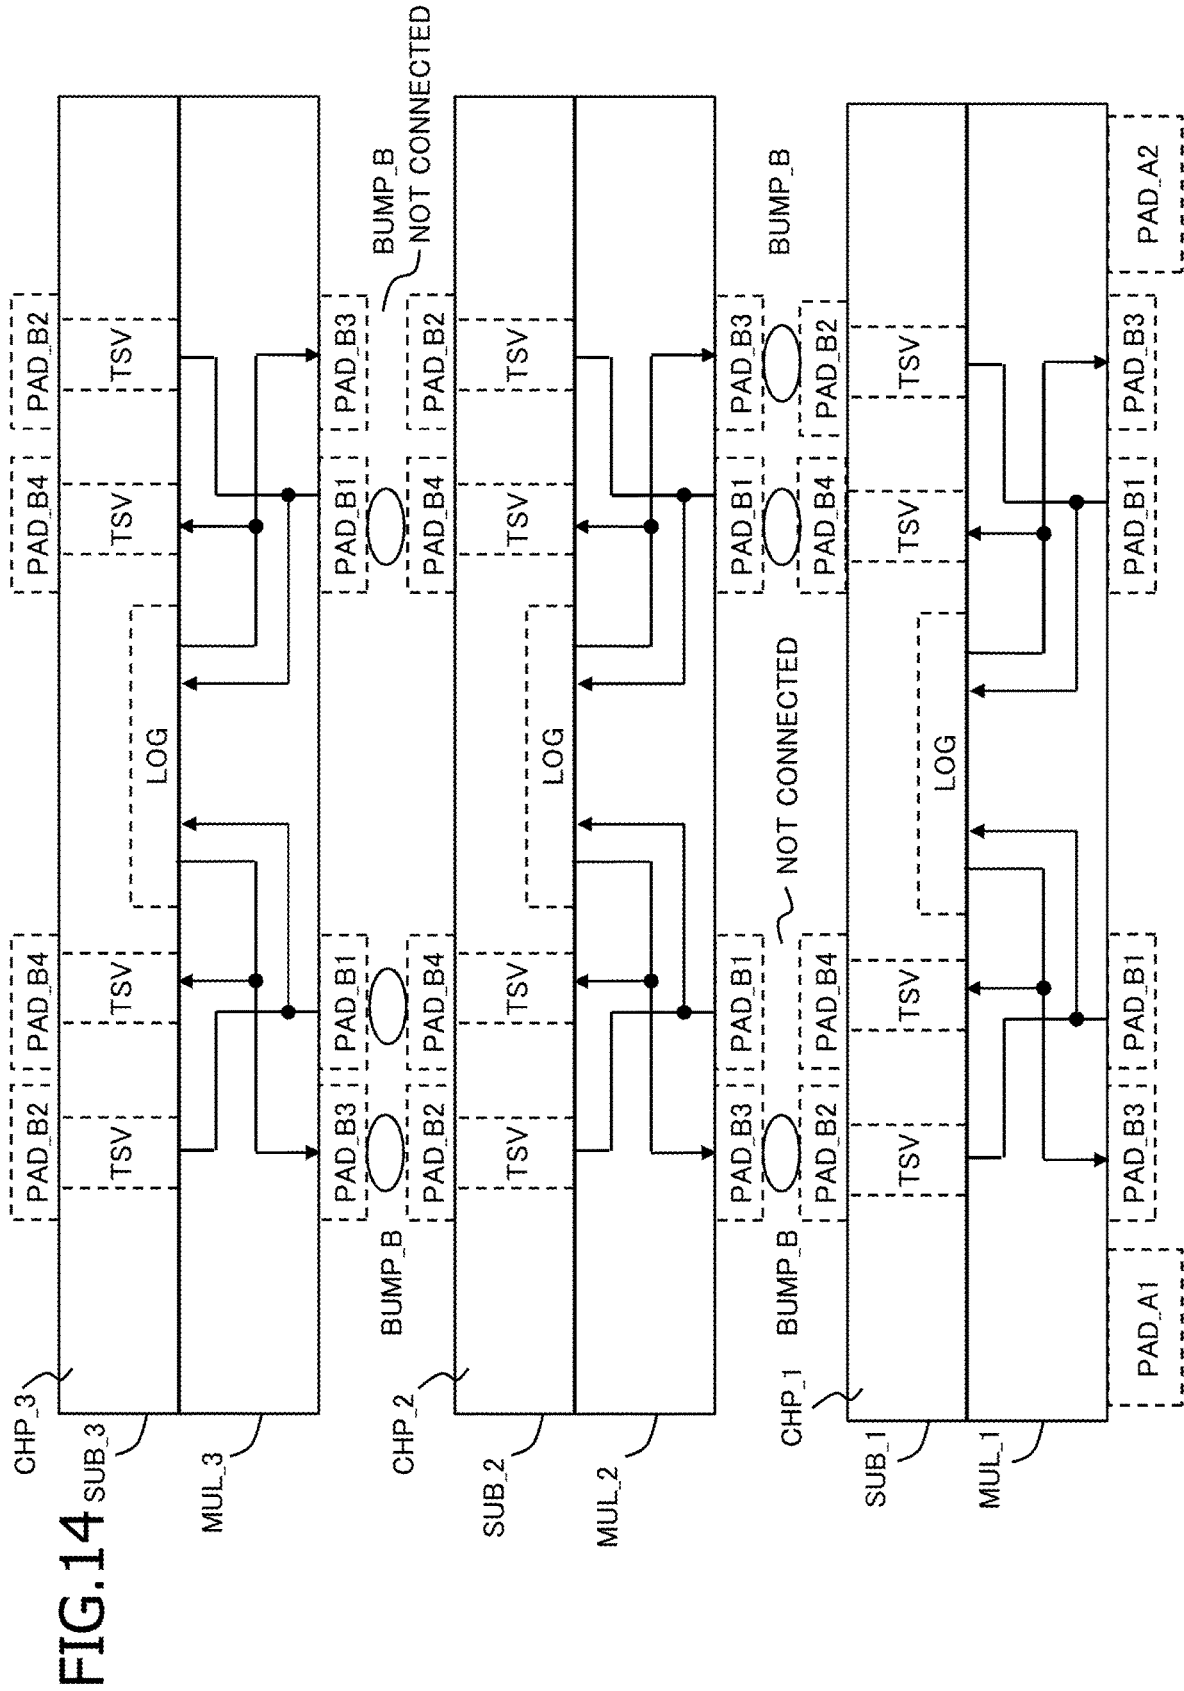 FIG.14
CHP_3
SUB_3
MUL_3
PAD_B2 PAD_B4 PAD_B4 PAD_B2
TSV TSV LOG TSV TSV
PAD_B3 PAD_B1 PAD_B1 PAD_B3
BUMP_B BUMP_B
NOT CONNECTED
CHP_2
SUB_2
MUL_2
PAD_B2 PAD_B4 PAD_B4 PAD_B2
TSV TSV LOG TSV TSV
PAD_B3 PAD_B1 PAD_B1 PAD_B3
BUMP_B NOT CONNECTED BUMP_B
CHP_1
SUB_1
MUL_1
PAD_B2 PAD_B4 PAD_B4 PAD_B2
TSV TSV LOG TSV TSV
PAD_A1 PAD_B3 PAD_B1 PAD_B1 PAD_B3 PAD_A2